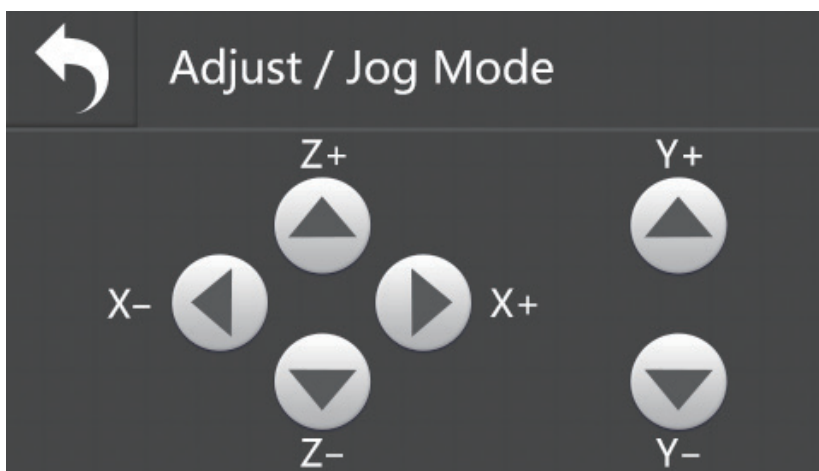 Adjust / Jog Mode
Z+ Y+
X− X+
Z− Y−